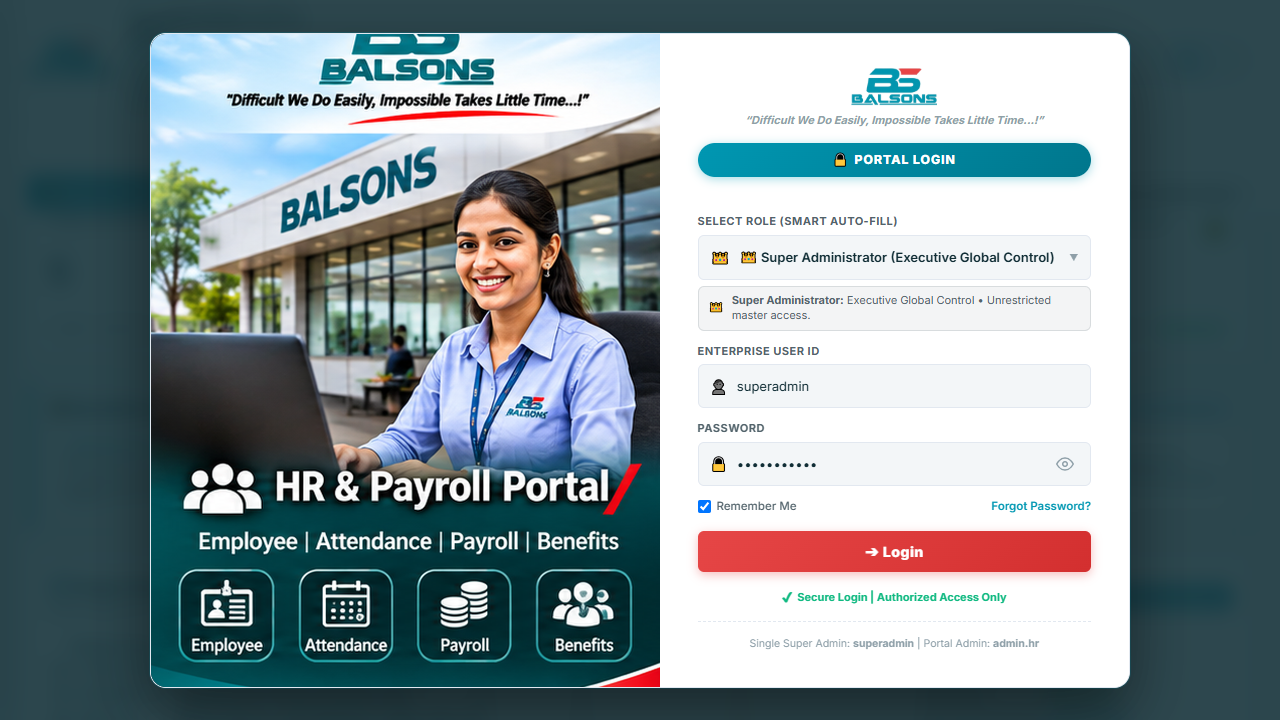 BALSONS
"Difficult We Do Easily, Impossible Takes Little Time...!"
BALSONS
BALSONS
HR & Payroll Portal
Employee | Attendance | Payroll | Benefits
Employee
Attendance
Payroll
Benefits
BS
BALSONS
"Difficult We Do Easily, Impossible Takes Little Time...!"
PORTAL LOGIN
SELECT ROLE (SMART AUTO-FILL)
Super Administrator (Executive Global Control)
Super Administrator: Executive Global Control • Unrestricted
master access.
ENTERPRISE USER ID
superadmin
PASSWORD
•••••••••••
Remember Me
Forgot Password?
➔ Login
✓ Secure Login | Authorized Access Only
Single Super Admin: superadmin | Portal Admin: admin.hr